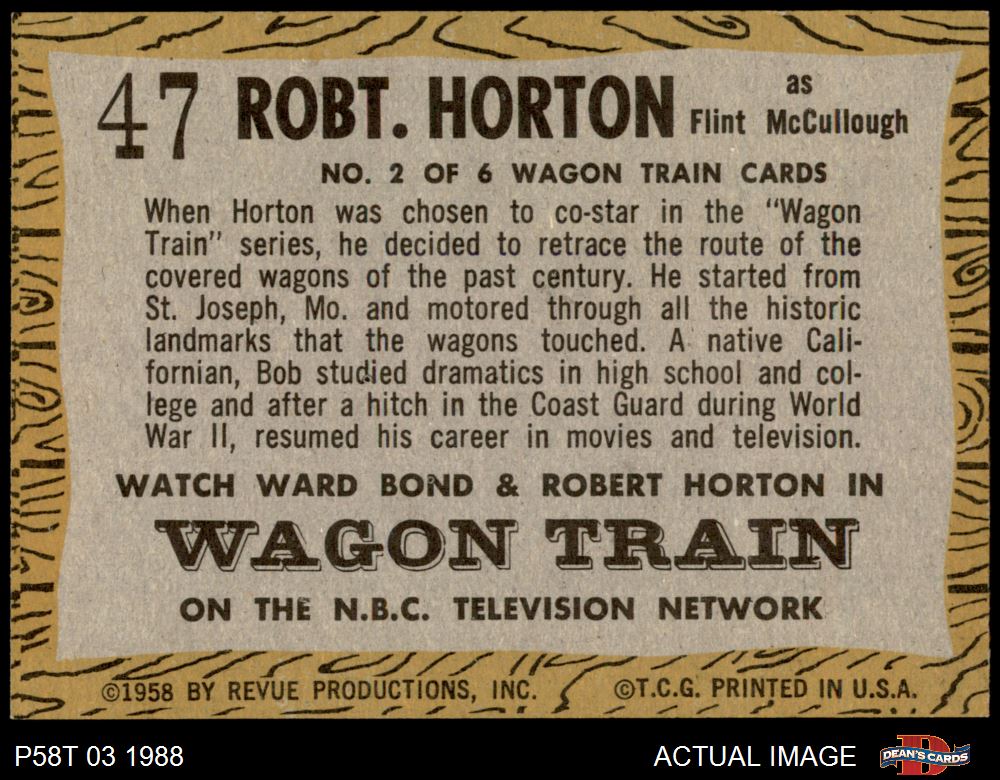 47 ROBT. HORTON as Flint McCullough
NO. 2 OF 6 WAGON TRAIN CARDS
When Horton was chosen to co-star in the "Wagon
Train" series, he decided to retrace the route of the
covered wagons of the past century. He started from
St. Joseph, Mo. and motored through all the historic
landmarks that the wagons touched. A native Cali-
fornian, Bob studied dramatics in high school and col-
lege and after a hitch in the Coast Guard during World
War II, resumed his career in movies and television.
WATCH WARD BOND & ROBERT HORTON IN
WAGON TRAIN
ON THE N.B.C. TELEVISION NETWORK
©1958 BY REVUE PRODUCTIONS, INC. ©T.C.G. PRINTED IN U.S.A.
P58T 03 1988 ACTUAL IMAGE DEAN'S CARDS